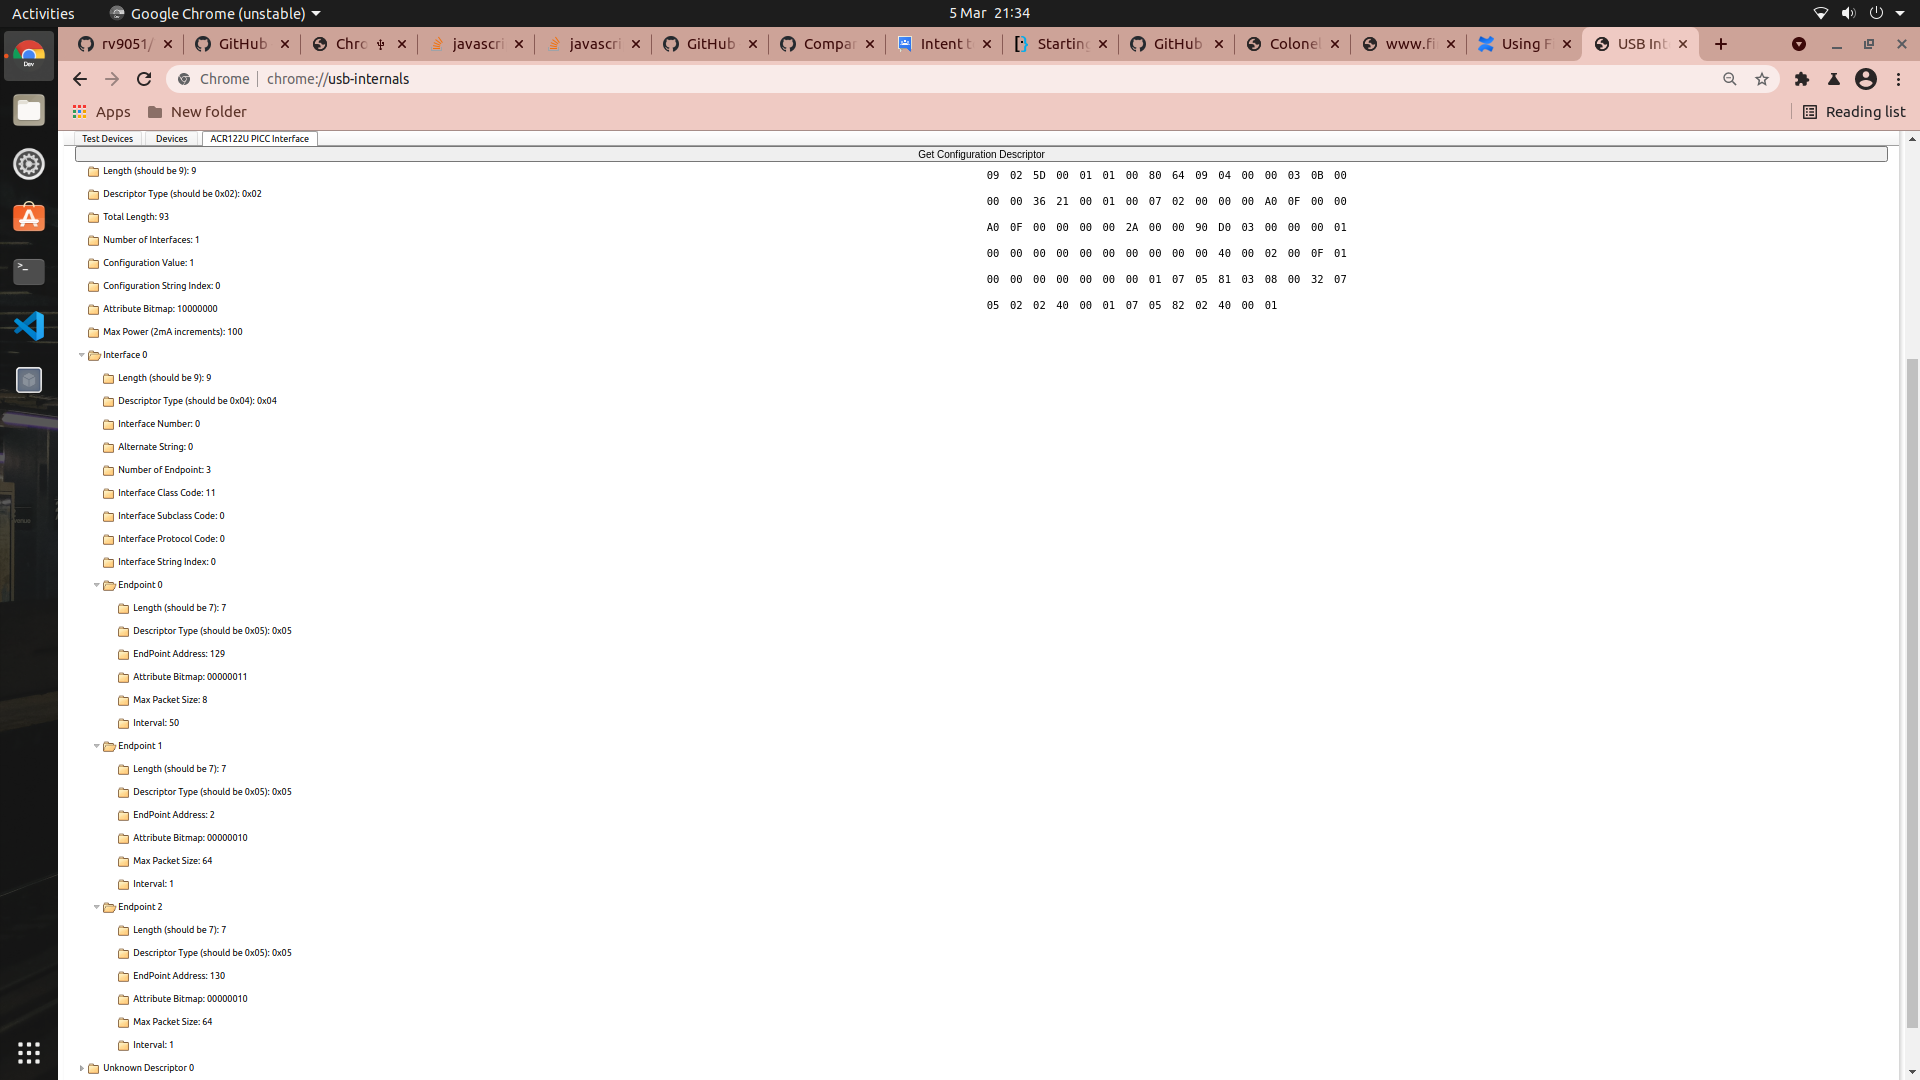 Activities
Google Chrome (unstable)
5 Mar 21:34
rv9051/
GitHub
Chro
javascri
javascri
GitHub
Compar
Intent t
Starting
GitHub
Colonel
www.fi
Using F
USB Int
Chrome
chrome://usb-internals
Apps
New folder
Reading list
Test Devices
Devices
ACR122U PICC Interface
Get Configuration Descriptor
Length (should be 9): 9
Descriptor Type (should be 0x02): 0x02
Total Length: 93
Number of Interfaces: 1
Configuration Value: 1
Configuration String Index: 0
Attribute Bitmap: 10000000
Max Power (2mA increments): 100
Interface 0
Length (should be 9): 9
Descriptor Type (should be 0x04): 0x04
Interface Number: 0
Alternate String: 0
Number of Endpoint: 3
Interface Class Code: 11
Interface Subclass Code: 0
Interface Protocol Code: 0
Interface String Index: 0
Endpoint 0
Length (should be 7): 7
Descriptor Type (should be 0x05): 0x05
EndPoint Address: 129
Attribute Bitmap: 00000011
Max Packet Size: 8
Interval: 50
Endpoint 1
Length (should be 7): 7
Descriptor Type (should be 0x05): 0x05
EndPoint Address: 2
Attribute Bitmap: 00000010
Max Packet Size: 64
Interval: 1
Endpoint 2
Length (should be 7): 7
Descriptor Type (should be 0x05): 0x05
EndPoint Address: 130
Attribute Bitmap: 00000010
Max Packet Size: 64
Interval: 1
Unknown Descriptor 0
09 02 5D 00 01 01 00 80 64 09 04 00 00 03 0B 00
00 00 36 21 00 01 00 07 02 00 00 00 A0 0F 00 00
A0 0F 00 00 00 00 2A 00 00 90 D0 03 00 00 00 01
00 00 00 00 00 00 00 00 00 00 40 00 02 00 0F 01
00 00 00 00 00 00 00 01 07 05 81 03 08 00 32 07
05 02 02 40 00 01 07 05 82 02 40 00 01